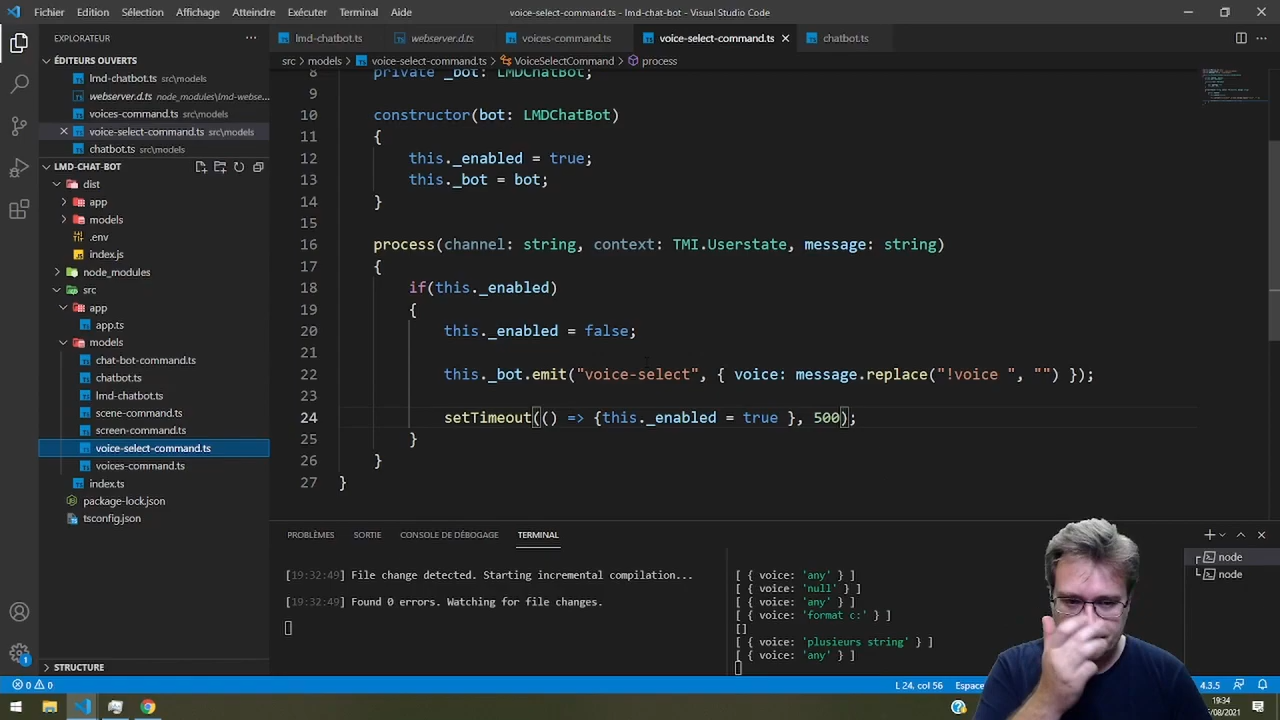 Fichier Edition Sélection Affichage Atteindre Exécuter Terminal Aide voice-select-command.ts - lmd-chat-bot - Visual Studio Code
EXPLORATEUR
lmd-chatbot.ts webserver.d.ts voices-command.ts voice-select-command.ts chatbot.ts
ÉDITEURS OUVERTS
lmd-chatbot.ts src\models
webserver.d.ts node_modules\lmd-webse...
voices-command.ts src\models
voice-select-command.ts src\models
chatbot.ts src\models
LMD-CHAT-BOT
dist
app
models
.env
index.js
node_modules
src
app
app.ts
models
chat-bot-command.ts
chatbot.ts
lmd-chatbot.ts
scene-command.ts
screen-command.ts
voice-select-command.ts
voices-command.ts
index.ts
package-lock.json
tsconfig.json
STRUCTURE
src > models > voice-select-command.ts > VoiceSelectCommand > process
8 private _bot: LMDChatBot;
9
10 constructor(bot: LMDChatBot)
11 {
12 this._enabled = true;
13 this._bot = bot;
14 }
15
16 process(channel: string, context: TMI.Userstate, message: string)
17 {
18 if(this._enabled)
19 {
20 this._enabled = false;
21
22 this._bot.emit("voice-select", { voice: message.replace("!voice ", "") });
23
24 setTimeout(() => {this._enabled = true }, 500);
25 }
26 }
27 }
PROBLÈMES SORTIE CONSOLE DE DÉBOGAGE TERMINAL
[19:32:49] File change detected. Starting incremental compilation...
[19:32:49] Found 0 errors. Watching for file changes.
[ { voice: 'any' } ]
[ { voice: 'null' } ]
[ { voice: 'any' } ]
[ { voice: 'format c:' } ]
[]
[ { voice: 'plusieurs string' } ]
[ { voice: 'any' } ]
node
node
0 0 L 24, col 56 Espace 4.3.5
1
19:34